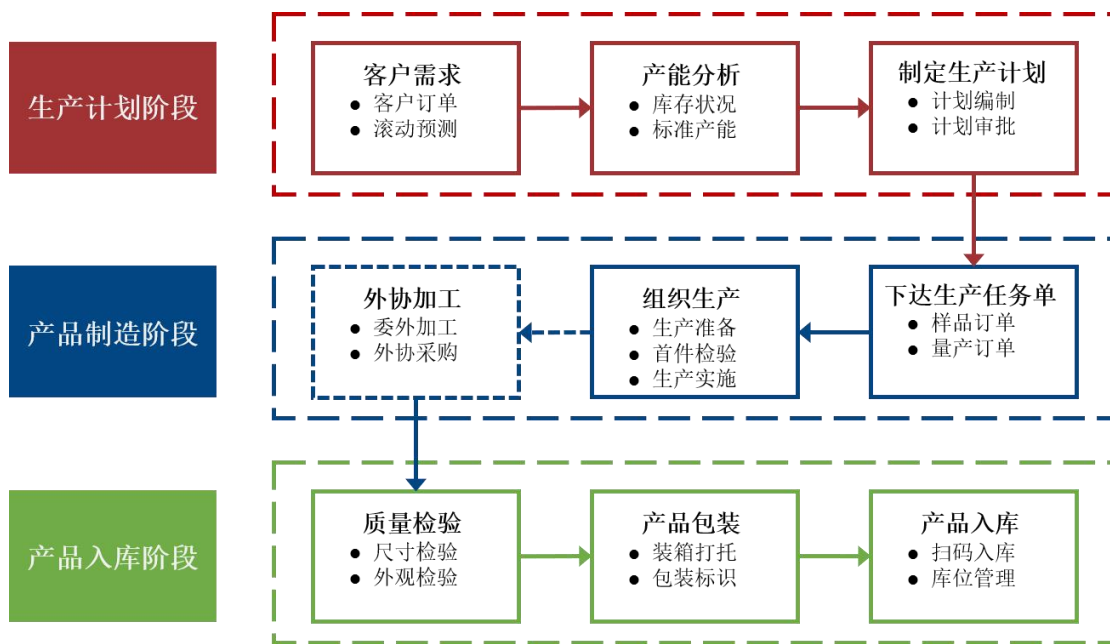 生产计划阶段
客户需求
● 客户订单
● 滚动预测
产能分析
● 库存状况
● 标准产能
制定生产计划
● 计划编制
● 计划审批
产品制造阶段
外协加工
● 委外加工
● 外协采购
组织生产
● 生产准备
● 首件检验
● 生产实施
下达生产任务单
● 样品订单
● 量产订单
产品入库阶段
质量检验
● 尺寸检验
● 外观检验
产品包装
● 装箱打托
● 包装标识
产品入库
● 扫码入库
● 库位管理